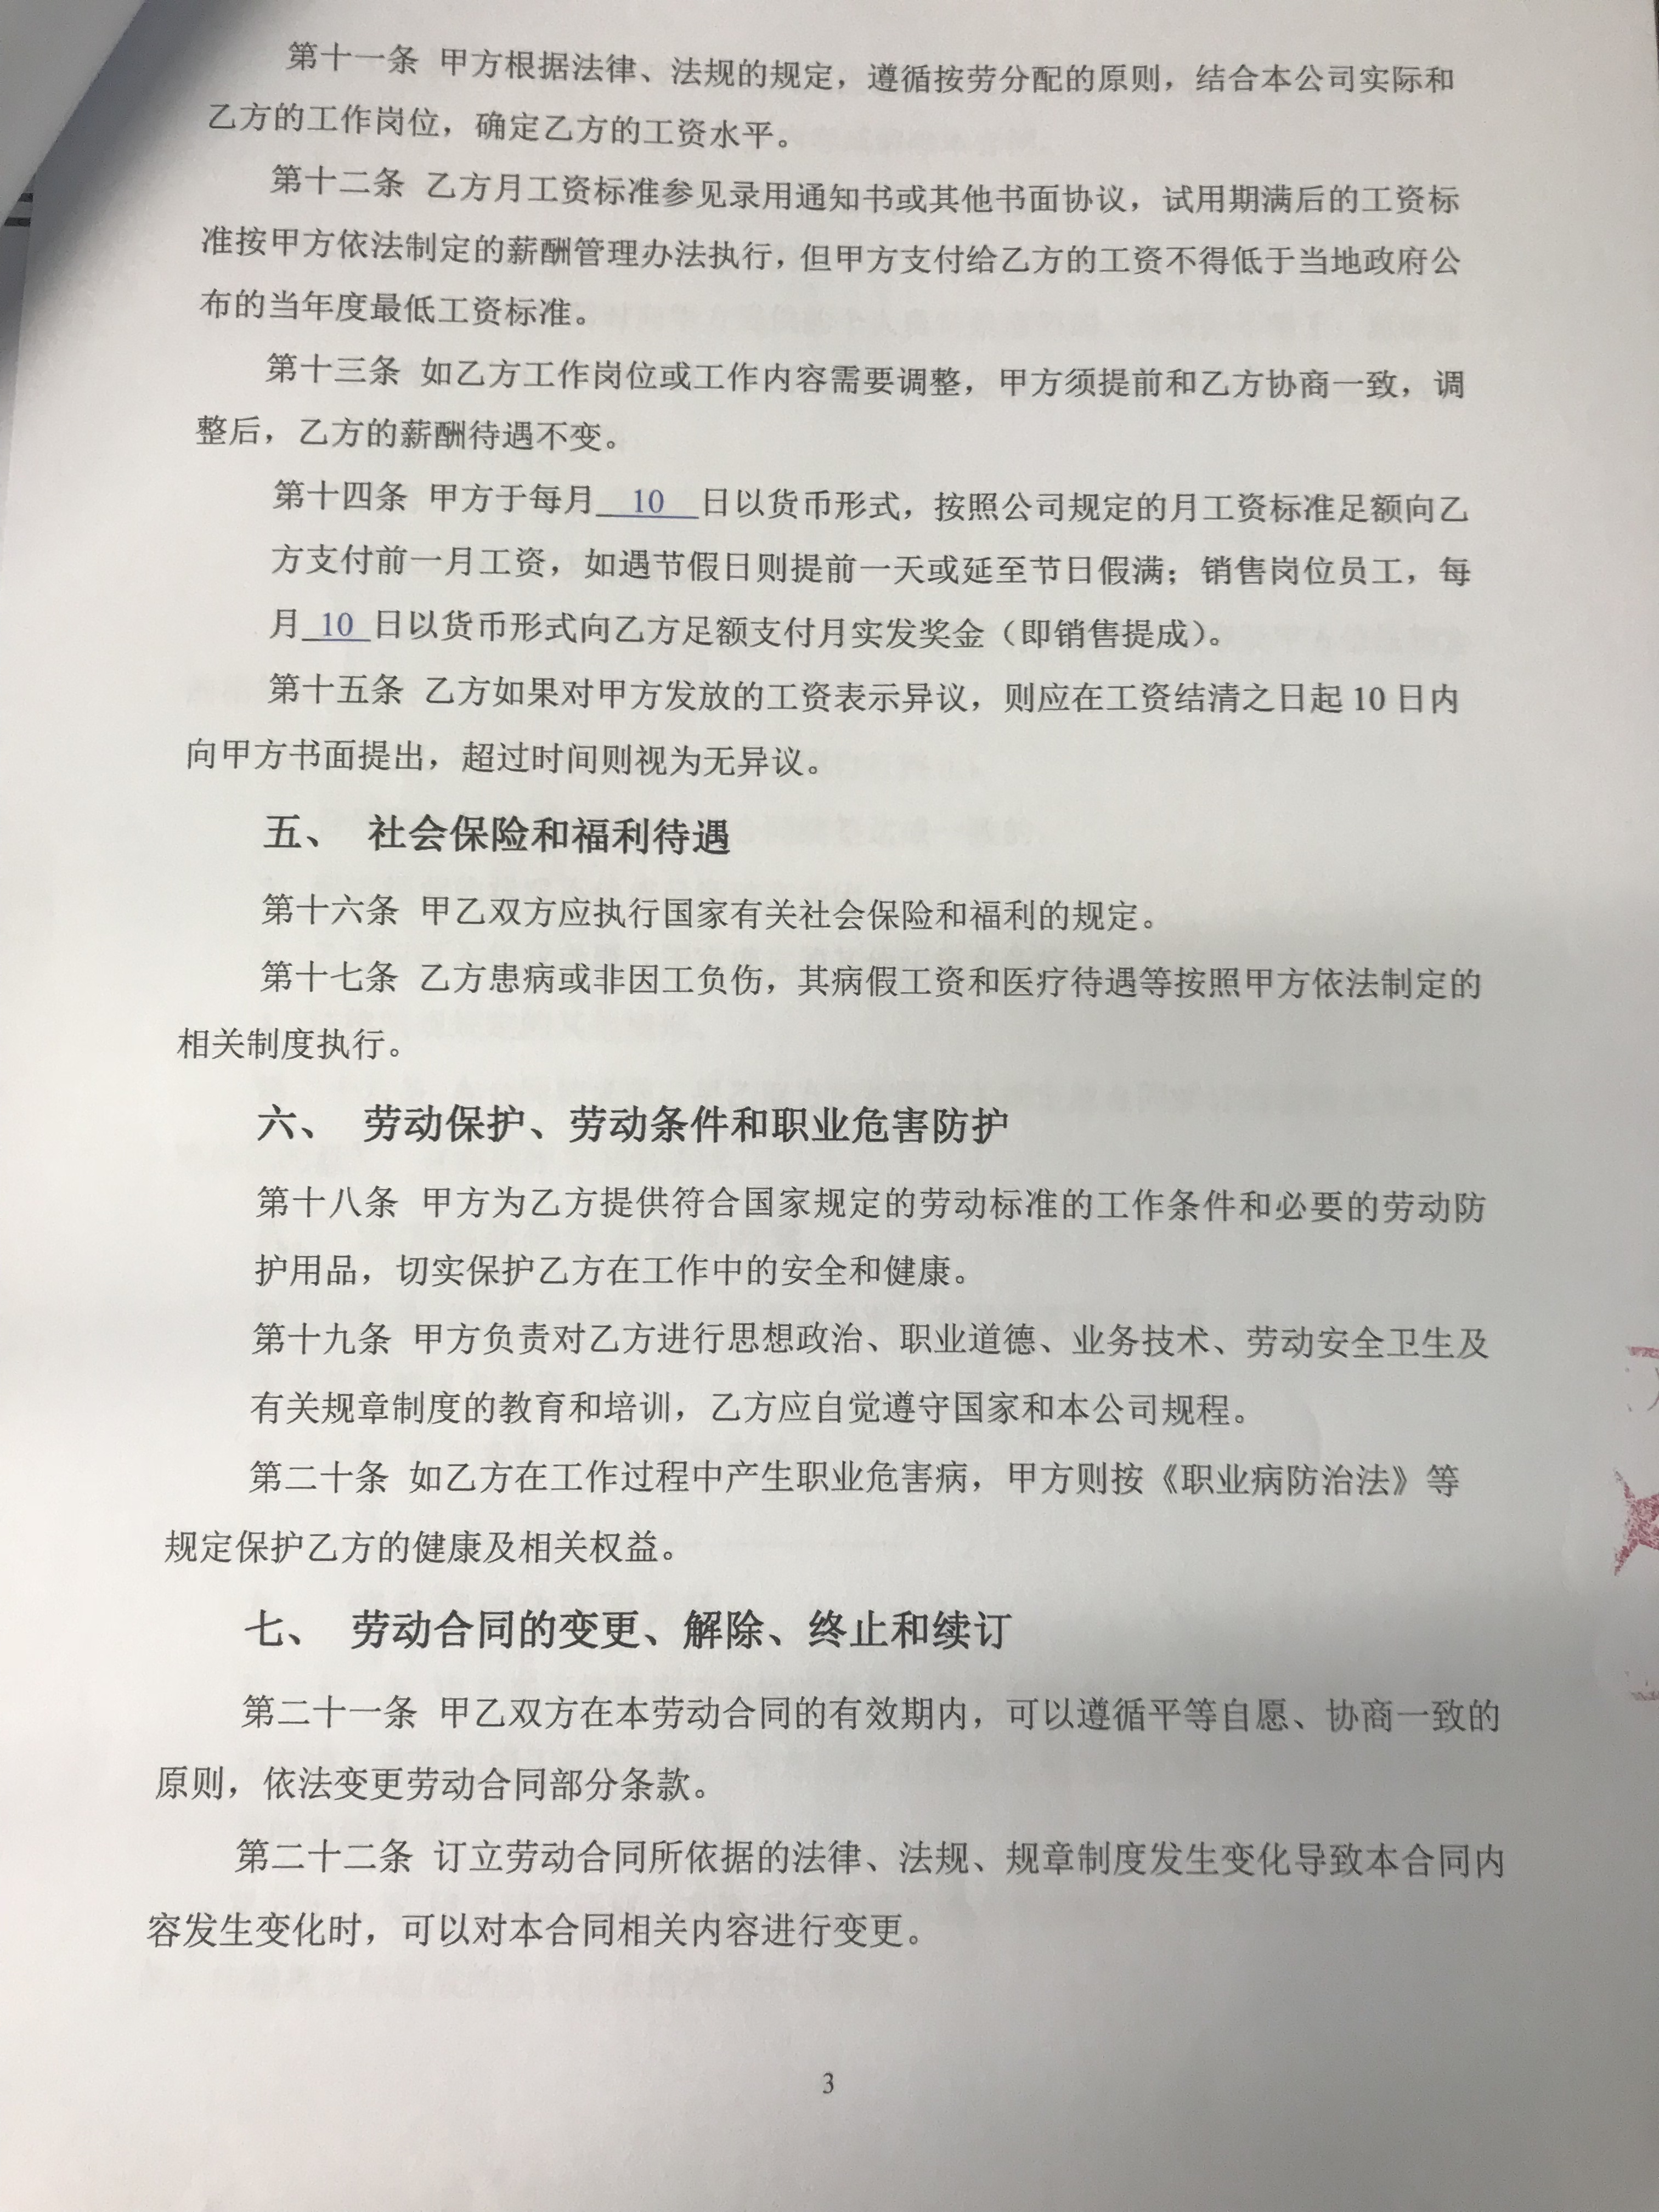 第十一条 甲方根据法律、法规的规定，遵循按劳分配的原则，结合本公司实际和
乙方的工作岗位，确定乙方的工资水平。
第十二条 乙方月工资标准参见录用通知书或其他书面协议，试用期满后的工资标
准按甲方依法制定的薪酬管理办法执行，但甲方支付给乙方的工资不得低于当地政府公
布的当年度最低工资标准。
第十三条 如乙方工作岗位或工作内容需要调整，甲方须提前和乙方协商一致，调
整后，乙方的薪酬待遇不变。
第十四条 甲方于每月 10 日以货币形式，按照公司规定的月工资标准足额向乙
方支付前一月工资，如遇节假日则提前一天或延至节日假满；销售岗位员工，每
月 10 日以货币形式向乙方足额支付月实发奖金（即销售提成）。
第十五条 乙方如果对甲方发放的工资表示异议，则应在工资结清之日起 10 日内
向甲方书面提出，超过时间则视为无异议。
五、 社会保险和福利待遇
第十六条 甲乙双方应执行国家有关社会保险和福利的规定。
第十七条 乙方患病或非因工负伤，其病假工资和医疗待遇等按照甲方依法制定的
相关制度执行。
六、 劳动保护、劳动条件和职业危害防护
第十八条 甲方为乙方提供符合国家规定的劳动标准的工作条件和必要的劳动防
护用品，切实保护乙方在工作中的安全和健康。
第十九条 甲方负责对乙方进行思想政治、职业道德、业务技术、劳动安全卫生及
有关规章制度的教育和培训，乙方应自觉遵守国家和本公司规程。
第二十条 如乙方在工作过程中产生职业危害病，甲方则按《职业病防治法》等
规定保护乙方的健康及相关权益。
七、 劳动合同的变更、解除、终止和续订
第二十一条 甲乙双方在本劳动合同的有效期内，可以遵循平等自愿、协商一致的
原则，依法变更劳动合同部分条款。
第二十二条 订立劳动合同所依据的法律、法规、规章制度发生变化导致本合同内
容发生变化时，可以对本合同相关内容进行变更。
3